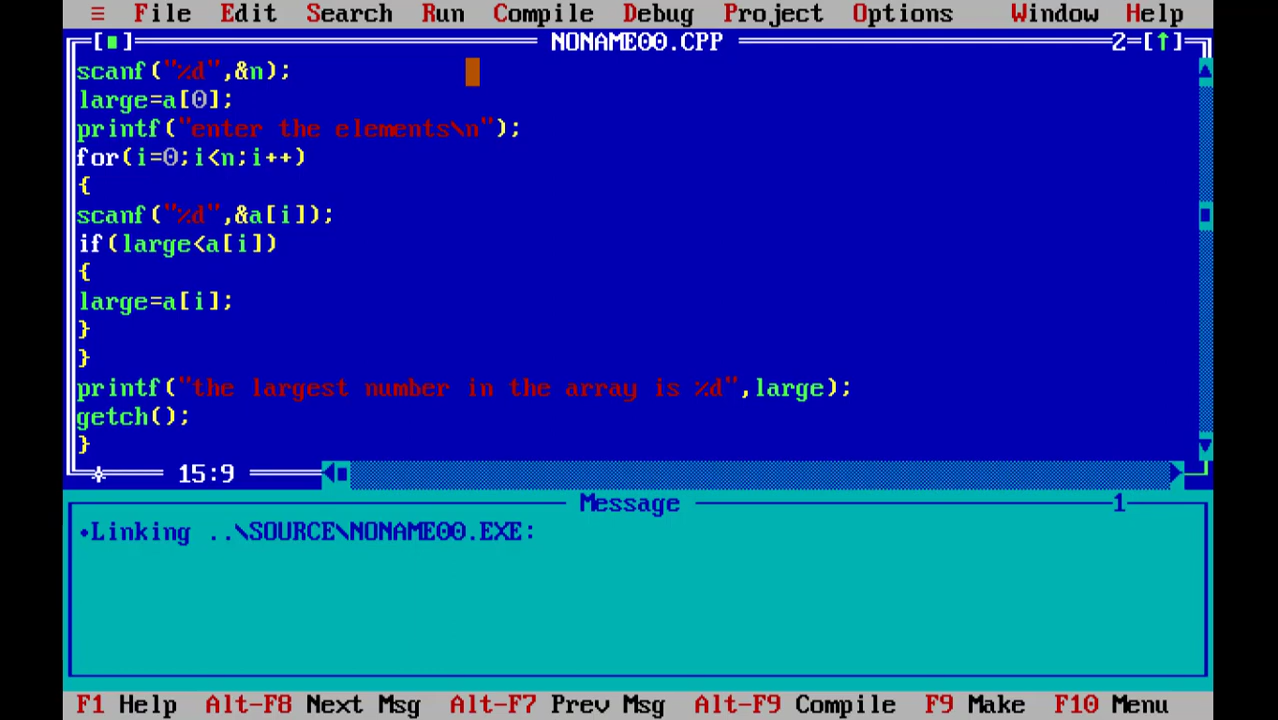 ≡ File Edit Search Run Compile Debug Project Options Window Help
[■] NONAME00.CPP 2=[↑]
scanf("%d",&n);
large=a[0];
printf("enter the elements\n");
for(i=0;i<n;i++)
{
scanf("%d",&a[i]);
if(large<a[i])
{
large=a[i];
}
}
printf("the largest number in the array is %d",large);
getch();
}
15:9
Message 1
•Linking ..\SOURCE\NONAME00.EXE:
F1 Help Alt-F8 Next Msg Alt-F7 Prev Msg Alt-F9 Compile F9 Make F10 Menu